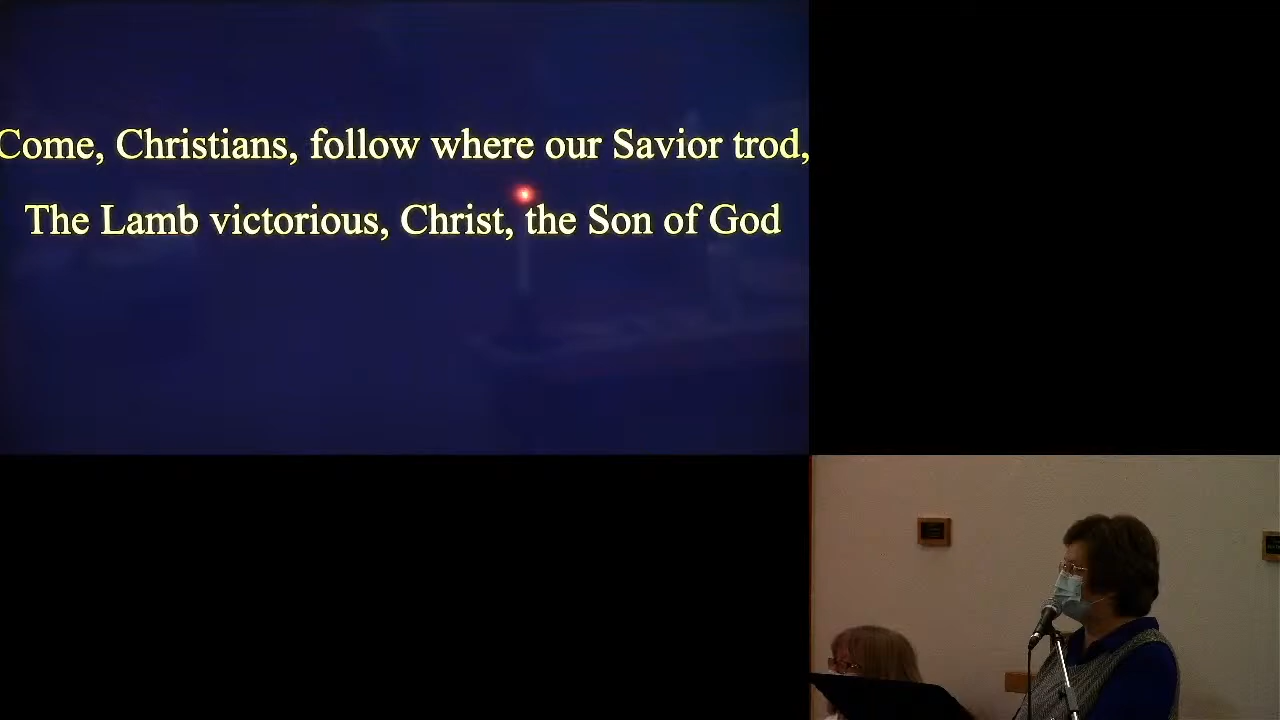 Come, Christians, follow where our Savior trod,
The Lamb victorious, Christ, the Son of God